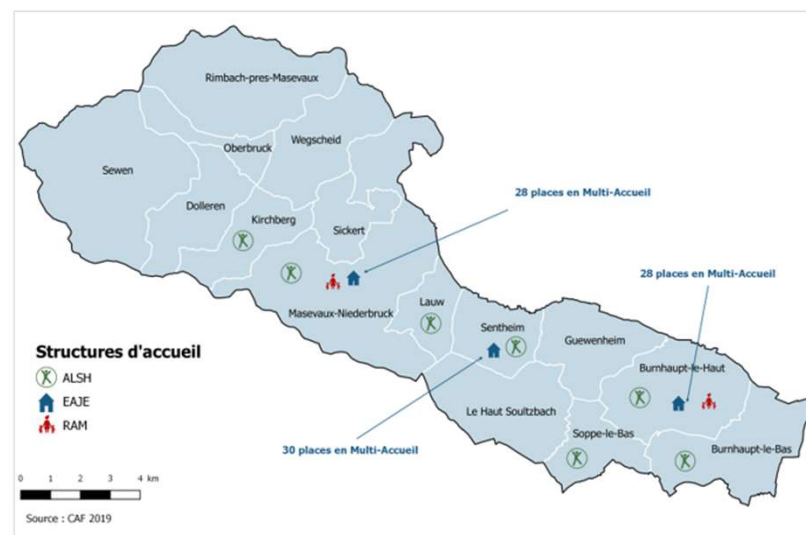 Rimbach-pres-Masevaux
Wegscheid
Oberbruck
Sewen
28 places en Multi-Accueil
Dolleren
Kirchberg
Sickert
28 places en Multi-Accueil
Lauw
Masevaux-Niederbruck
Sentheim
Guewenheim
Structures d'accueil
Burnhaupt-le-Haut
ALSH
EAJE
Le Haut Soultzbach
RAM
Soppe-le-Bas
30 places en Multi-Accueil
Burnhaupt-le-Bas
0 1 2 3 4 km
Source : CAF 2019